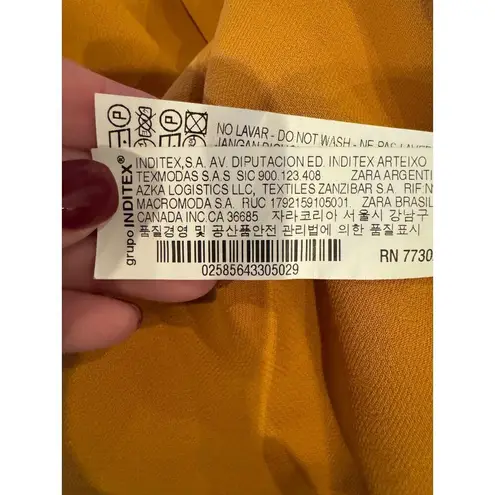 NO LAVAR - DO NOT WASH - NE PAS LAVER
grupo INDITEX®
INDITEX,S.A. AV. DIPUTACION ED. INDITEX ARTEIXO
TEXMODAS S.A.S SIC 900.123.408 ZARA ARGENTI
AZKA LOGISTICS LLC, TEXTILES ZANZIBAR S.A. RIF:N
MACROMODA S.A. RUC 1792159105001 ZARA BRASIL
CANADA INC.CA 36685 자라코리아 서울시 강남구
품질경영 및 공산품안전 관리법에 의한 품질표시
RN 7730
02585643305029